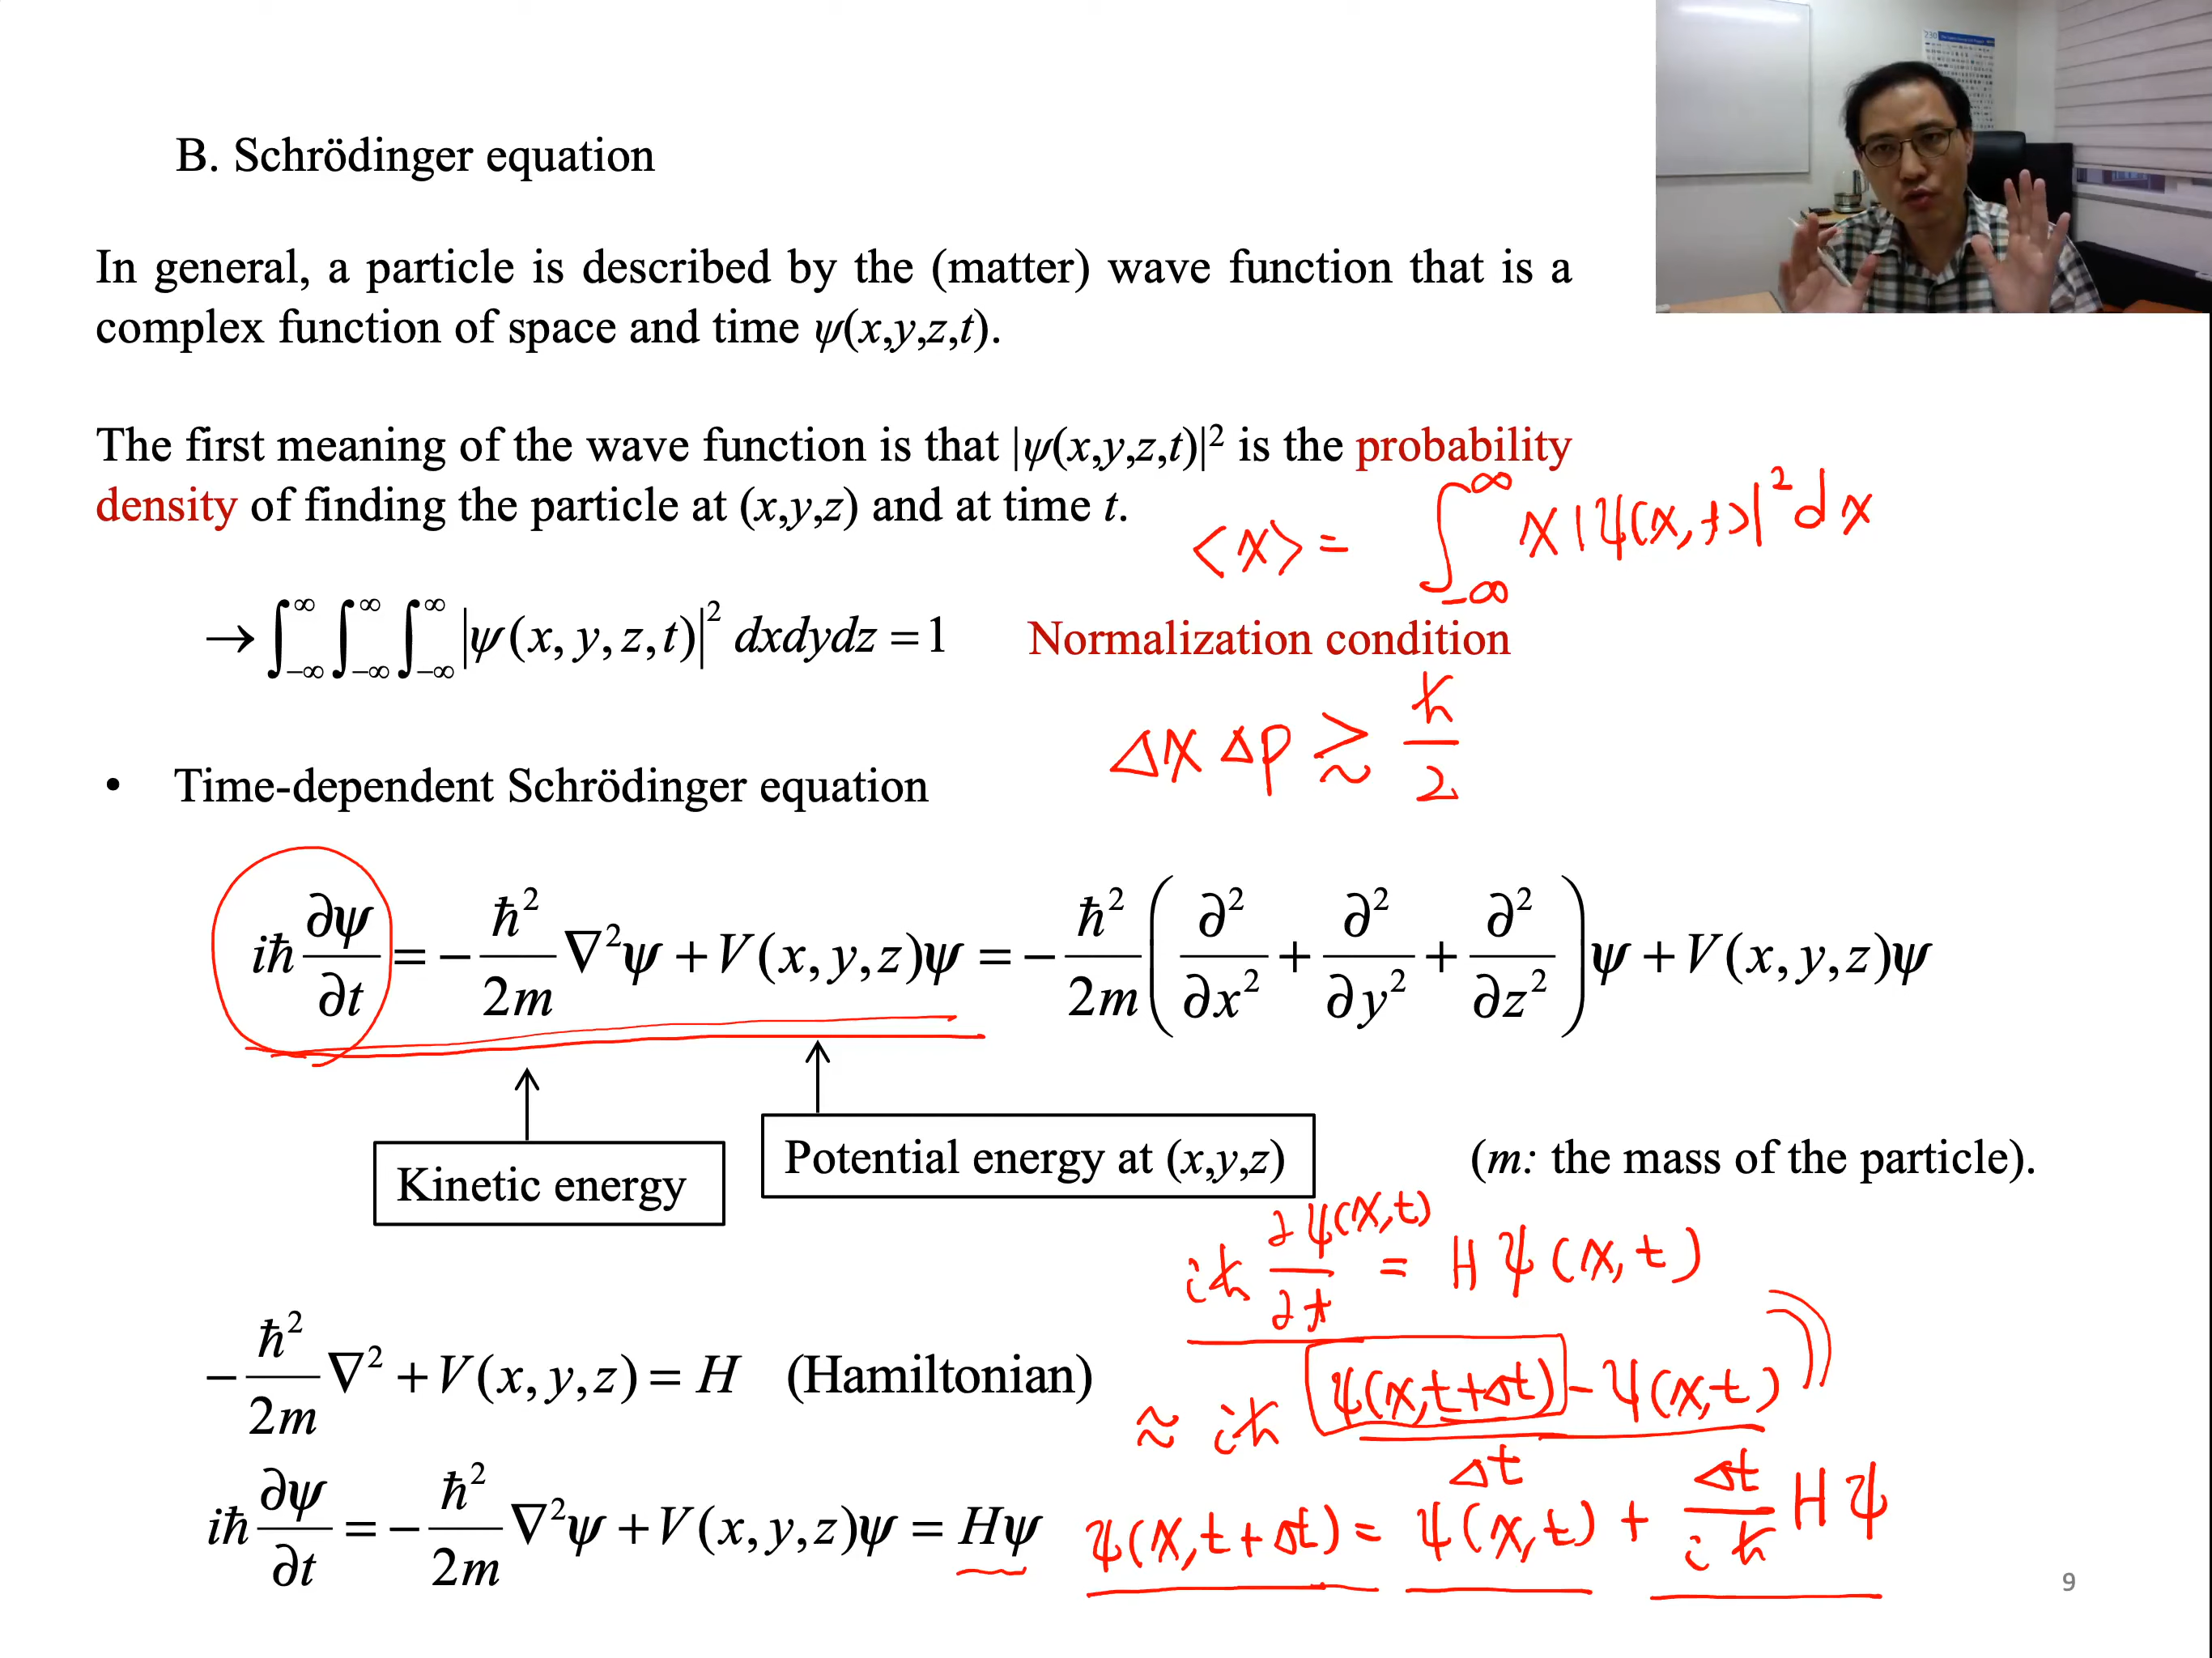 B. Schrödinger equation
In general, a particle is described by the (matter) wave function that is a
complex function of space and time ψ(x,y,z,t).
The first meaning of the wave function is that |ψ(x,y,z,t)|² is the probability
density of finding the particle at (x,y,z) and at time t.
⟨x⟩ = ∫_{-∞}^{∞} x|ψ(x,t)|² dx
→ ∫_{-∞}^{∞} ∫_{-∞}^{∞} ∫_{-∞}^{∞} |ψ(x, y, z, t)|² dxdydz = 1 Normalization condition
Δx Δp ≳ ℏ/2
• Time-dependent Schrödinger equation
iℏ ∂ψ/∂t = −ℏ²/2m ∇²ψ + V(x, y, z)ψ = −ℏ²/2m (∂²/∂x² + ∂²/∂y² + ∂²/∂z²)ψ + V(x, y, z)ψ
Kinetic energy
Potential energy at (x,y,z)
(m: the mass of the particle).
iℏ ∂ψ(x,t)/∂t = Hψ(x,t)
−ℏ²/2m ∇² + V(x, y, z) = H (Hamiltonian)
≈ iℏ (ψ(x,t+Δt) − ψ(x,t))/Δt
iℏ ∂ψ/∂t = −ℏ²/2m ∇²ψ + V(x, y, z)ψ = Hψ
ψ(x,t+Δt) = ψ(x,t) + Δt/iℏ Hψ
9